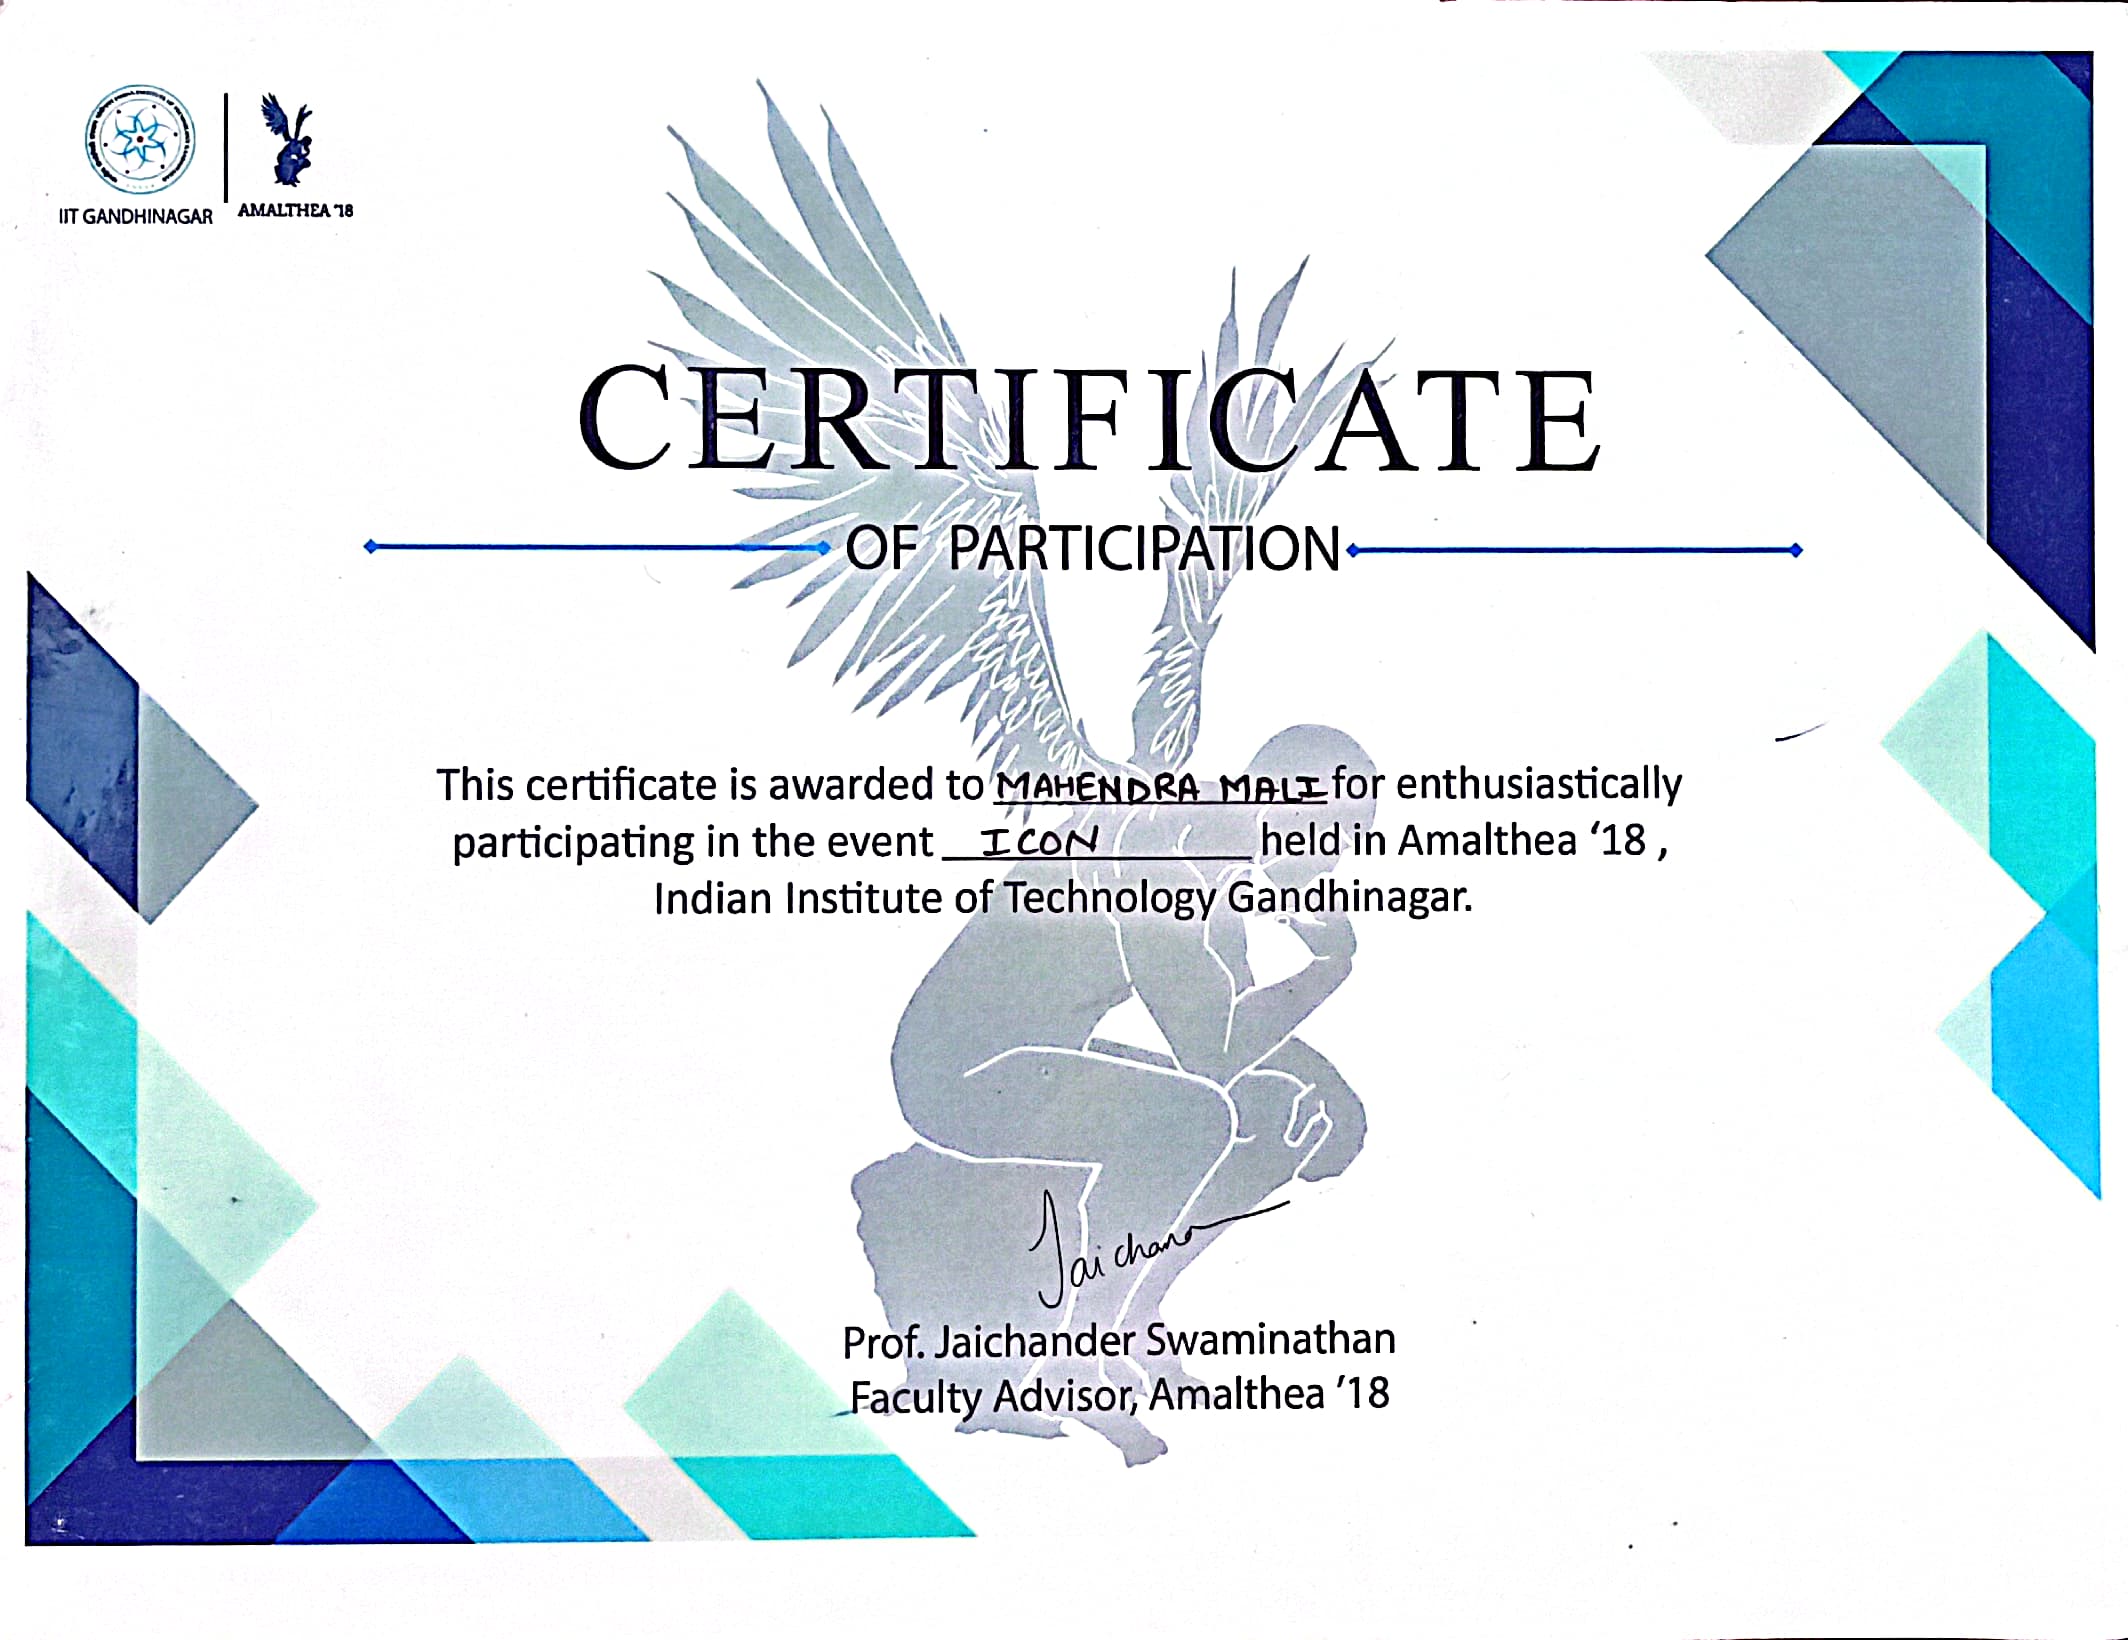 IIT GANDHINAGAR
AMALTHEA '18
CERTIFICATE
OF PARTICIPATION
This certificate is awarded to MAHENDRA MALI for enthusiastically
participating in the event ICON held in Amalthea ‘18 ,
Indian Institute of Technology Gandhinagar.
Jaichand
Prof. Jaichander Swaminathan
Faculty Advisor, Amalthea ’18